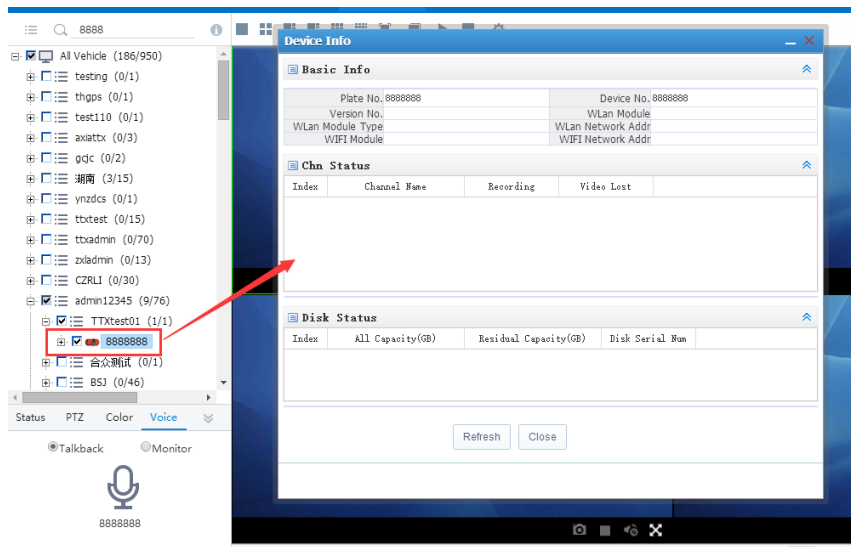 8888
All Vehicle (186/950)
testing (0/1)
thgps (0/1)
test110 (0/1)
axiattx (0/3)
gcjc (0/2)
湖南 (3/15)
ynzdcs (0/1)
ttxtest (0/15)
ttxadmin (0/70)
zxladmin (0/13)
CZRLI (0/30)
admin12345 (9/76)
TTXtest01 (1/1)
8888888
合众测试 (0/1)
BSJ (0/46)
Status PTZ Color Voice
Talkback Monitor
8888888
Device Info
Basic Info
Plate No. 8888888 Device No. 8888888
Version No. WLan Module
WLan Module Type WLan Network Addr
WIFI Module WIFI Network Addr
Chn Status
Index Channel Name Recording Video Lost
Disk Status
Index All Capacity(GB) Residual Capacity(GB) Disk Serial Num
Refresh Close